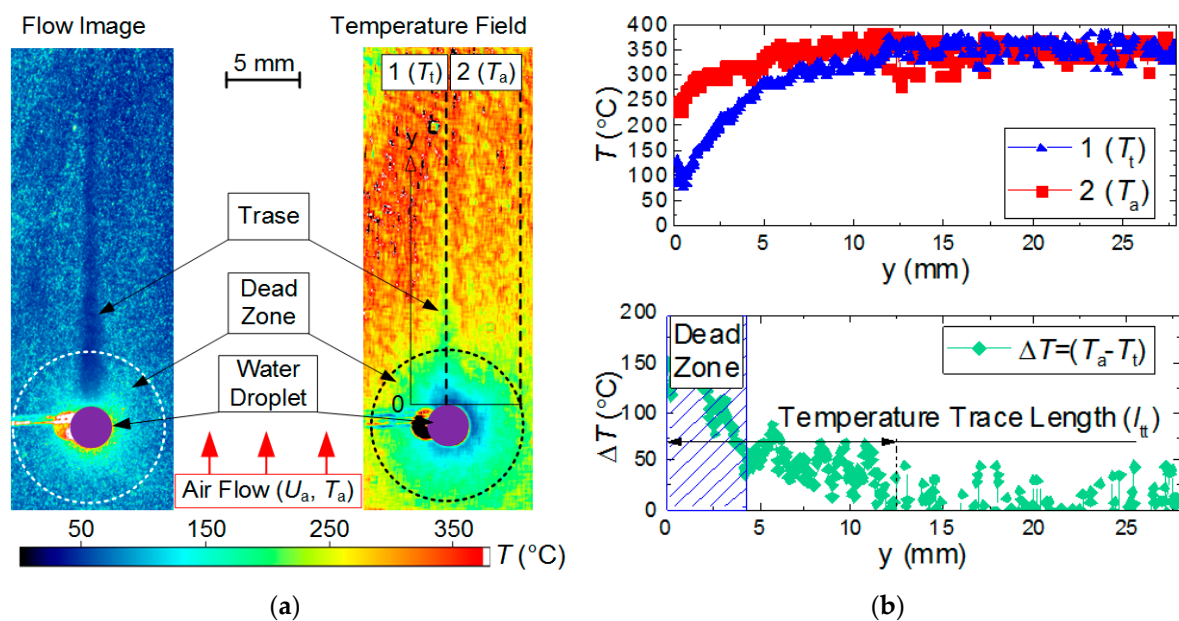 Flow Image
Temperature Field
5 mm
1 (Tt)
2 (Ta)
y
Trase
Dead
Zone
Water
Droplet
0
Air Flow (Ua, Ta)
50
150
250
350
T (°C)
(a)
400
350
300
250
200
150
100
50
0
T (°C)
1 (Tt)
2 (Ta)
0
5
10
15
20
25
y (mm)
200
150
100
50
0
ΔT (°C)
Dead
Zone
ΔT=(Ta-Tt)
Temperature Trace Length (ltt)
0
5
10
15
20
25
y (mm)
(b)